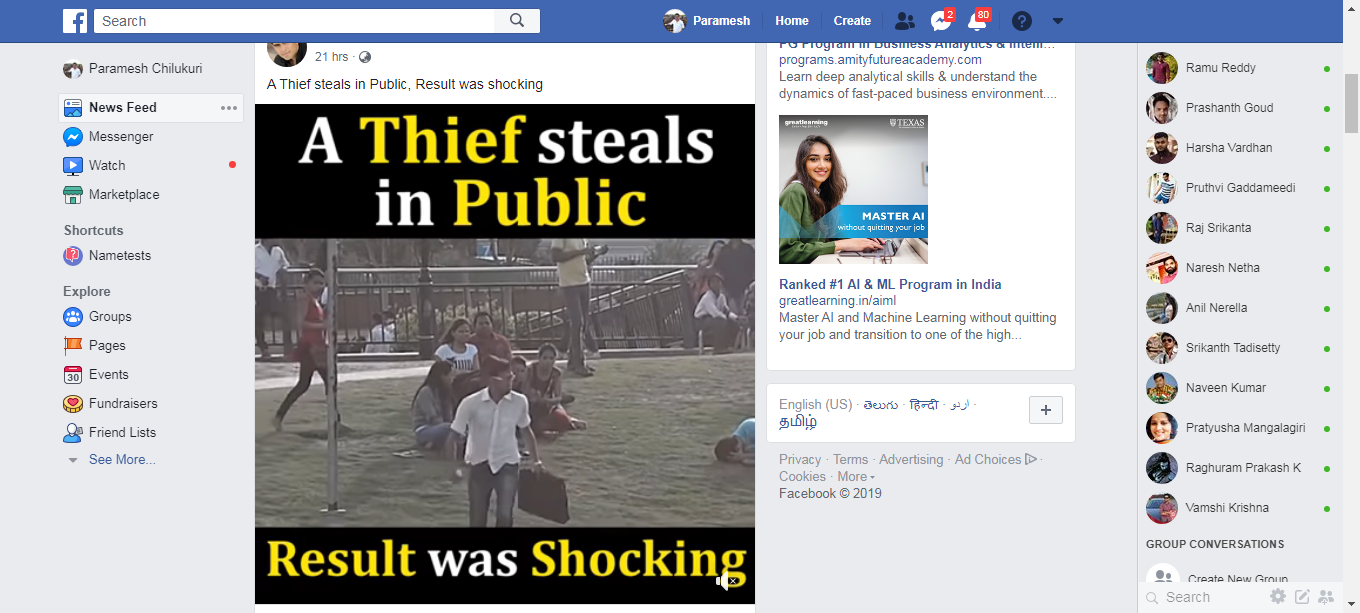 Search
Paramesh
Home
Create
2
80
Paramesh Chilukuri
News Feed
Messenger
Watch
Marketplace
Shortcuts
Nametests
Explore
Groups
Pages
30
Events
Fundraisers
Friend Lists
See More...
21 hrs ·
A Thief steals in Public, Result was shocking
A Thief steals
in Public
Result was Shocking
PG Program in Business Analytics & Intelli...
programs.amityfutureacademy.com
Learn deep analytical skills & understand the
dynamics of fast-paced business environment....
greatlearning
TEXAS
MASTER AI
without quitting your job
Ranked #1 AI & ML Program in India
greatlearning.in/aiml
Master AI and Machine Learning without quitting
your job and transition to one of the high...
English (US) · తెలుగు · हिन्दी · اردو ·
தமிழ்
Privacy · Terms · Advertising · Ad Choices ·
Cookies · More
Facebook © 2019
Ramu Reddy
Prashanth Goud
Harsha Vardhan
Pruthvi Gaddameedi
Raj Srikanta
Naresh Netha
Anil Nerella
Srikanth Tadisetty
Naveen Kumar
Pratyusha Mangalagiri
Raghuram Prakash K
Vamshi Krishna
GROUP CONVERSATIONS
Create New Group
Search